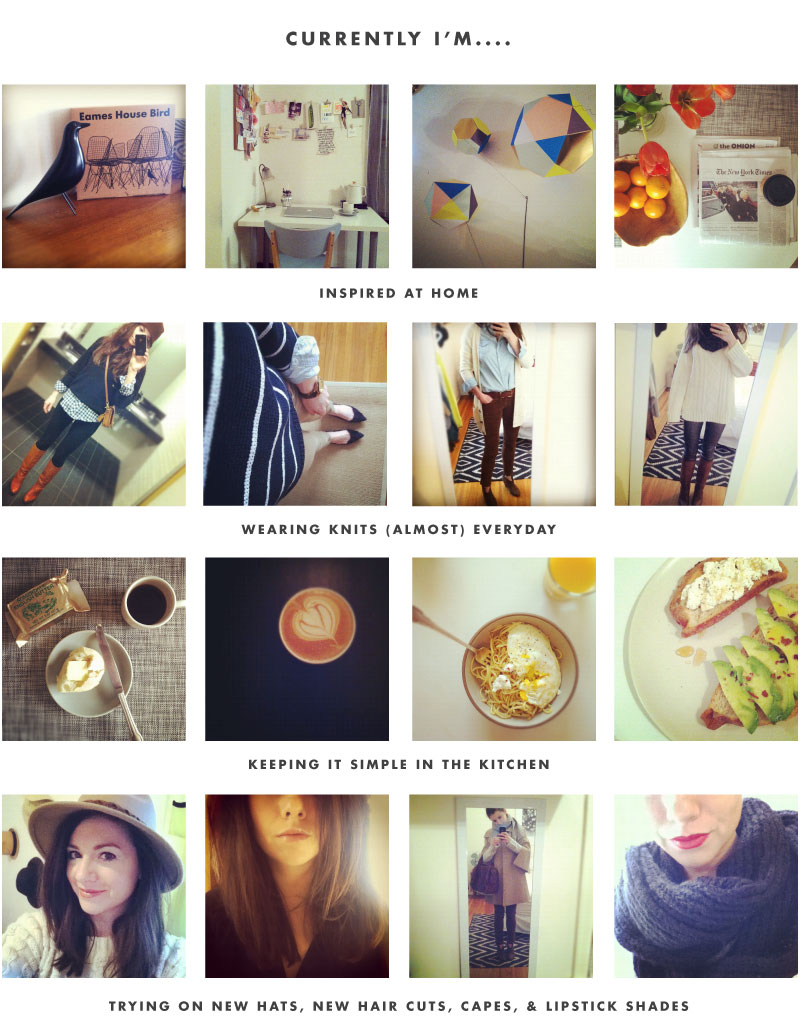 CURRENTLY I'M....
Eames House Bird
the ONION
The New York Times
INSPIRED AT HOME
WEARING KNITS (ALMOST) EVERYDAY
KEEPING IT SIMPLE IN THE KITCHEN
TRYING ON NEW HATS, NEW HAIR CUTS, CAPES, & LIPSTICK SHADES